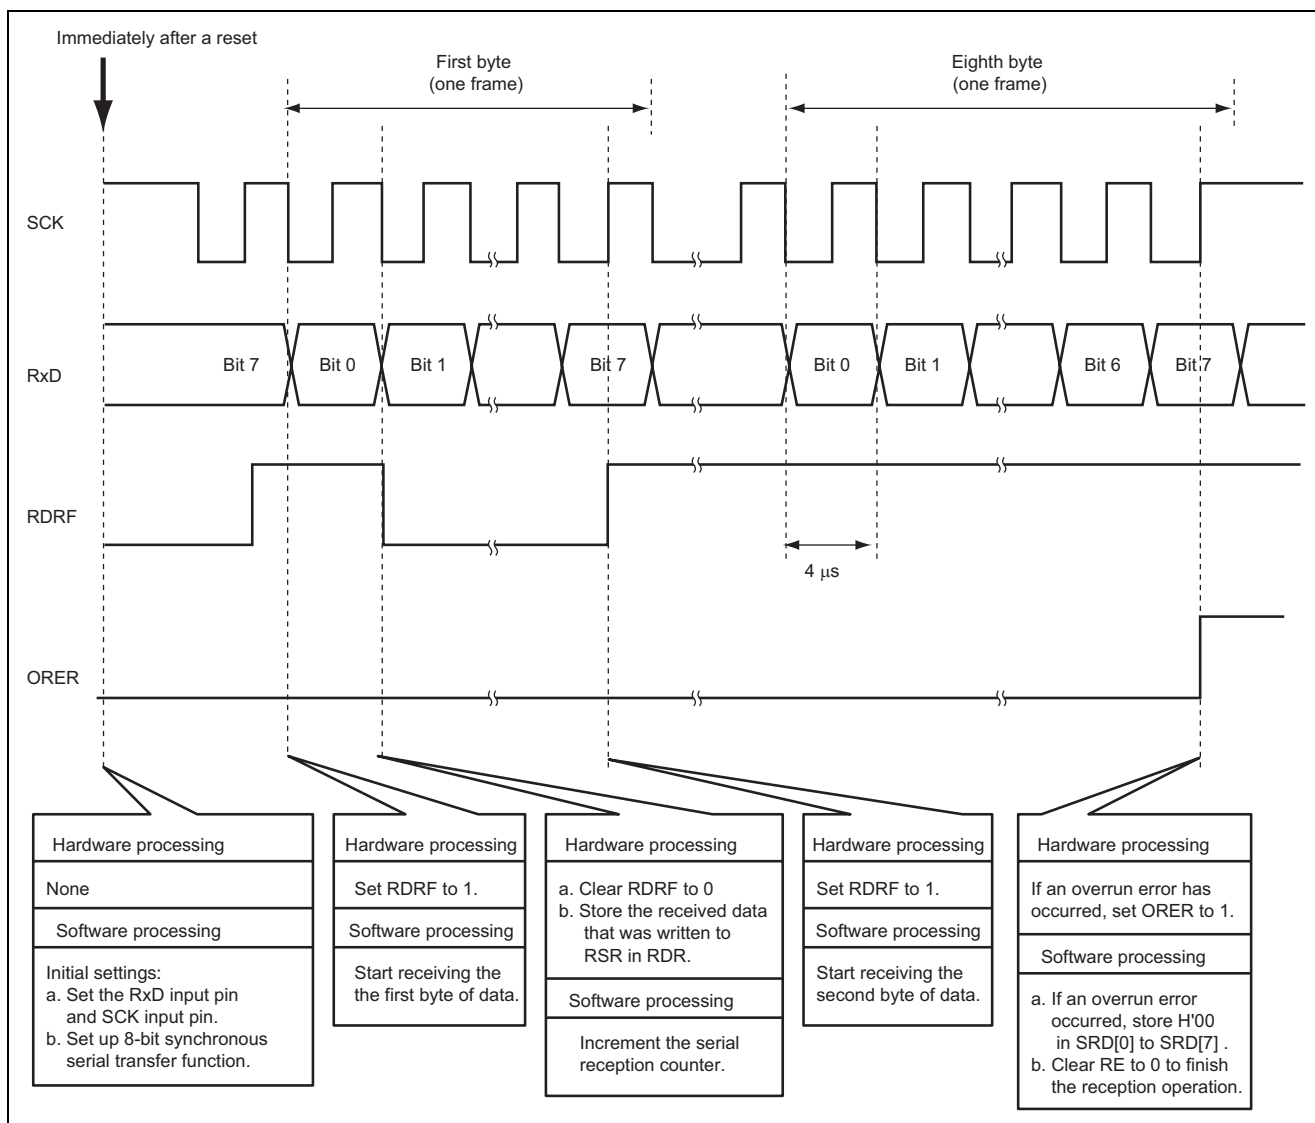 Immediately after a reset
First byte
(one frame)
Eighth byte
(one frame)
SCK
RxD
Bit 7
Bit 0
Bit 1
Bit 7
Bit 0
Bit 1
Bit 6
Bit 7
RDRF
4 μs
ORER
Hardware processing
None
Software processing
Initial settings:
a. Set the RxD input pin
and SCK input pin.
b. Set up 8-bit synchronous
serial transfer function.
Hardware processing
Set RDRF to 1.
Software processing
Start receiving the
the first byte of data.
Hardware processing
a. Clear RDRF to 0
b. Store the received data
that was written to
RSR in RDR.
Software processing
Increment the serial
reception counter.
Hardware processing
Set RDRF to 1.
Software processing
Start receiving the
second byte of data.
Hardware processing
If an overrun error has
occurred, set ORER to 1.
Software processing
a. If an overrun error
occurred, store H'00
in SRD[0] to SRD[7] .
b. Clear RE to 0 to finish
the reception operation.